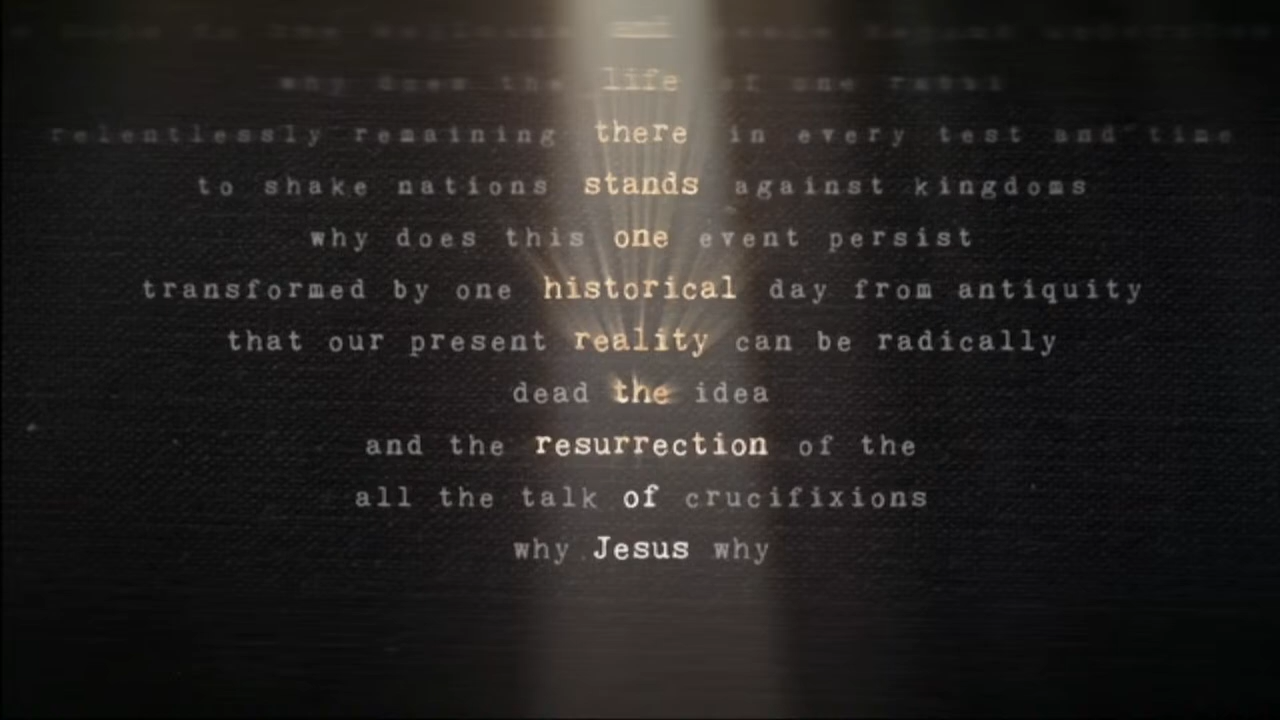 and
why does the life of one rabbi
relentlessly remaining there in every test and time
to shake nations stands against kingdoms
why does this one event persist
transformed by one historical day from antiquity
that our present reality can be radically
dead the idea
and the resurrection of the
all the talk of crucifixions
why Jesus why